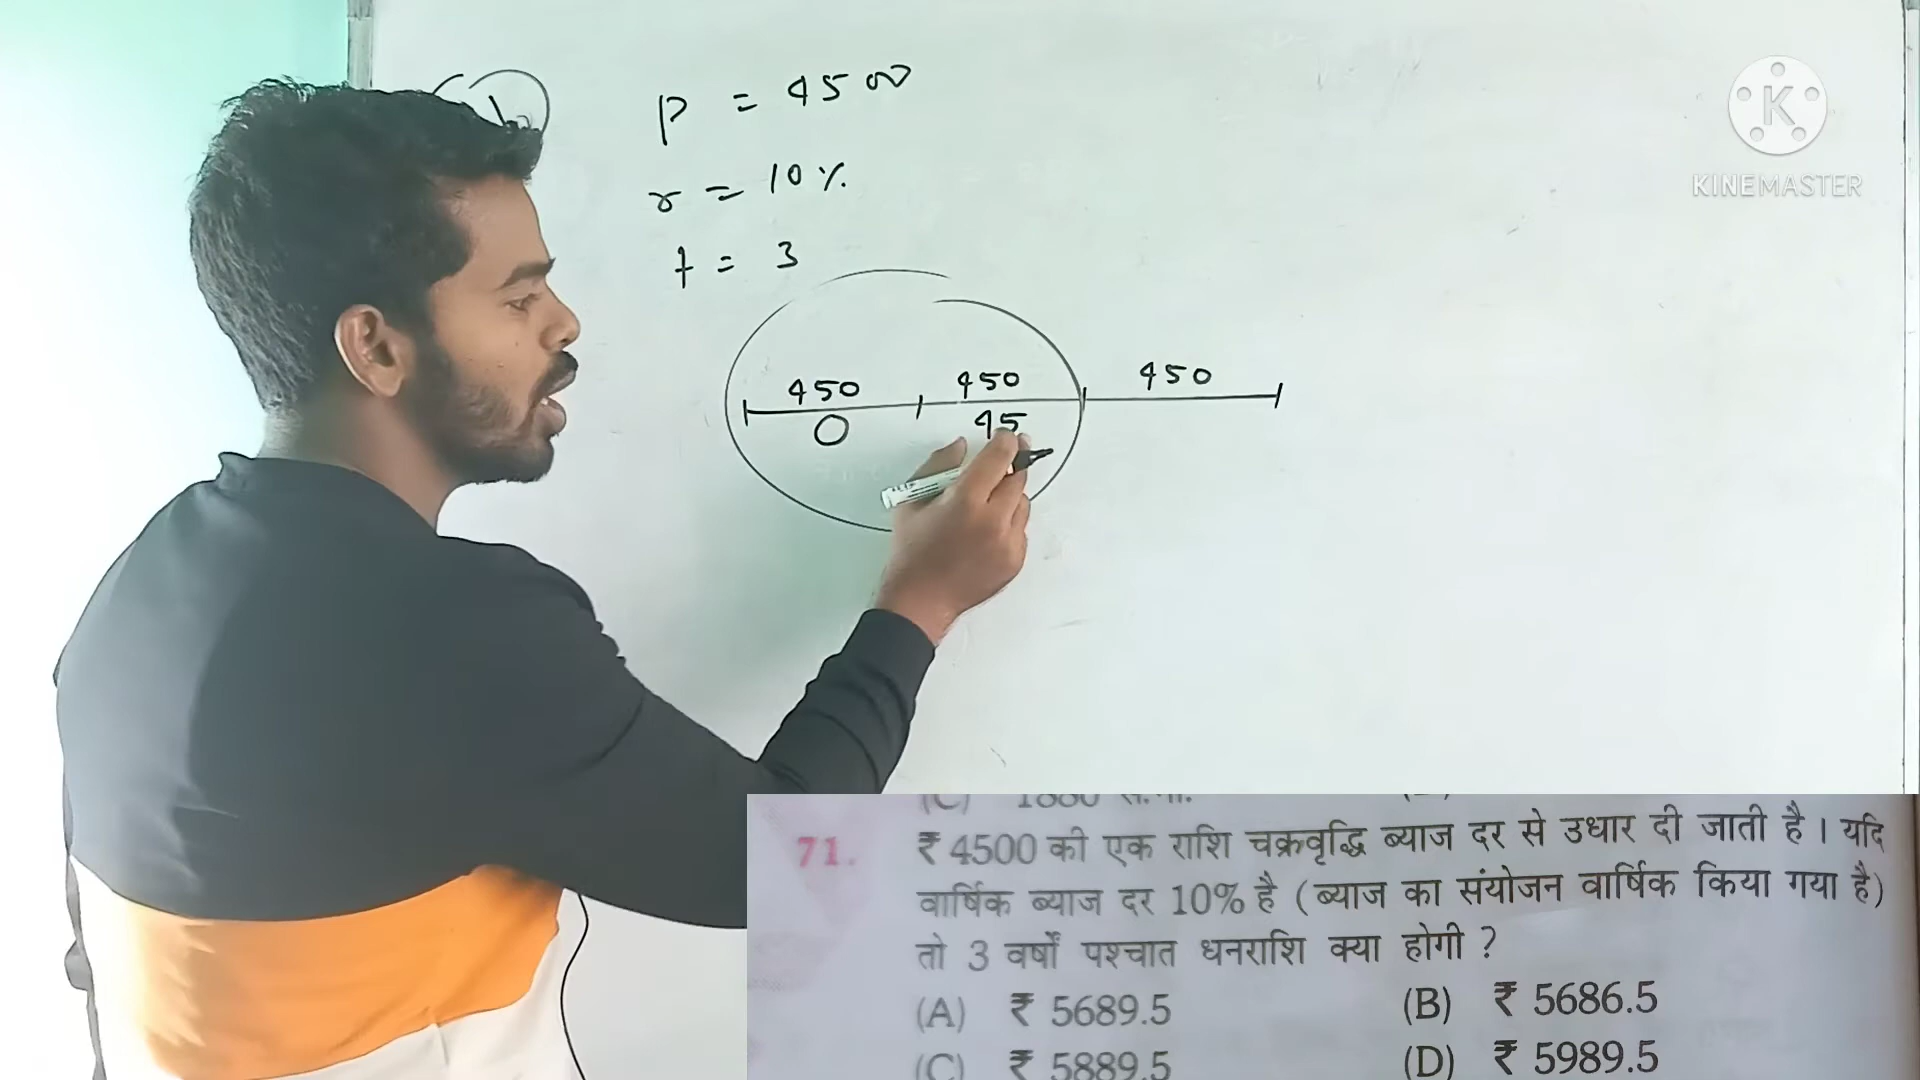 P = 4500
r = 10%
t = 3
450 450 450
0 45
KINEMASTER
71. ₹ 4500 की एक राशि चक्रवृद्धि ब्याज दर से उधार दी जाती है। यदि
वार्षिक ब्याज दर 10% है (ब्याज का संयोजन वार्षिक किया गया है)
तो 3 वर्षों पश्चात धनराशि क्या होगी ?
(A) ₹ 5689.5 (B) ₹ 5686.5
(C) ₹ 5889.5 (D) ₹ 5989.5